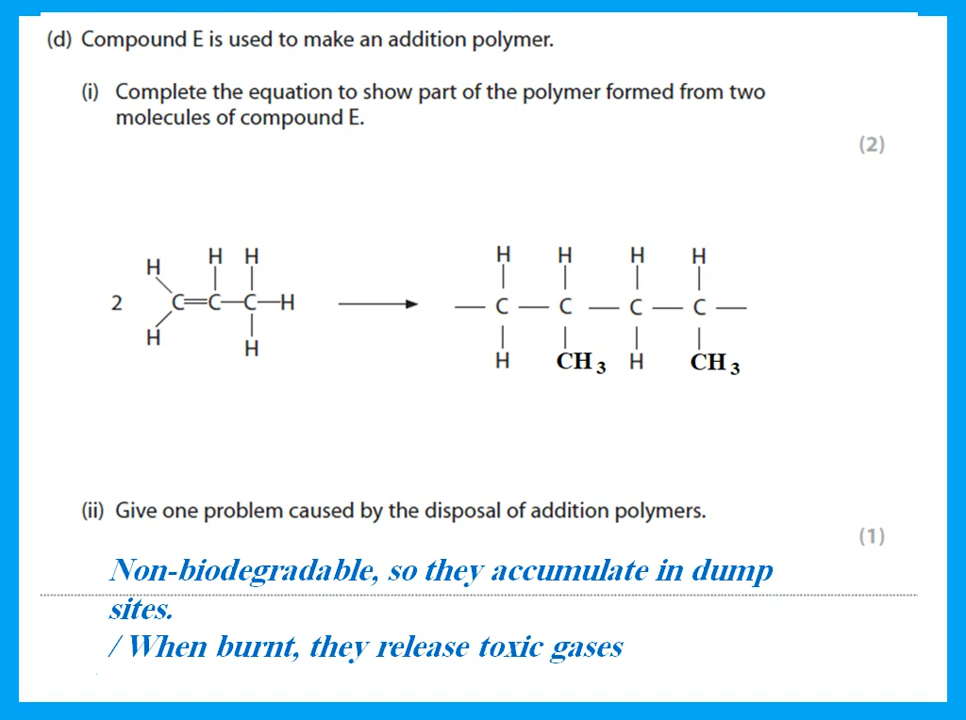 (d) Compound E is used to make an addition polymer.
(i) Complete the equation to show part of the polymer formed from two
molecules of compound E.
(2)
H H H H H H H
2 C=C—C—H — C — C — C — C —
H H H CH3 H CH3
(ii) Give one problem caused by the disposal of addition polymers.
(1)
Non-biodegradable, so they accumulate in dump
sites.
/ When burnt, they release toxic gases